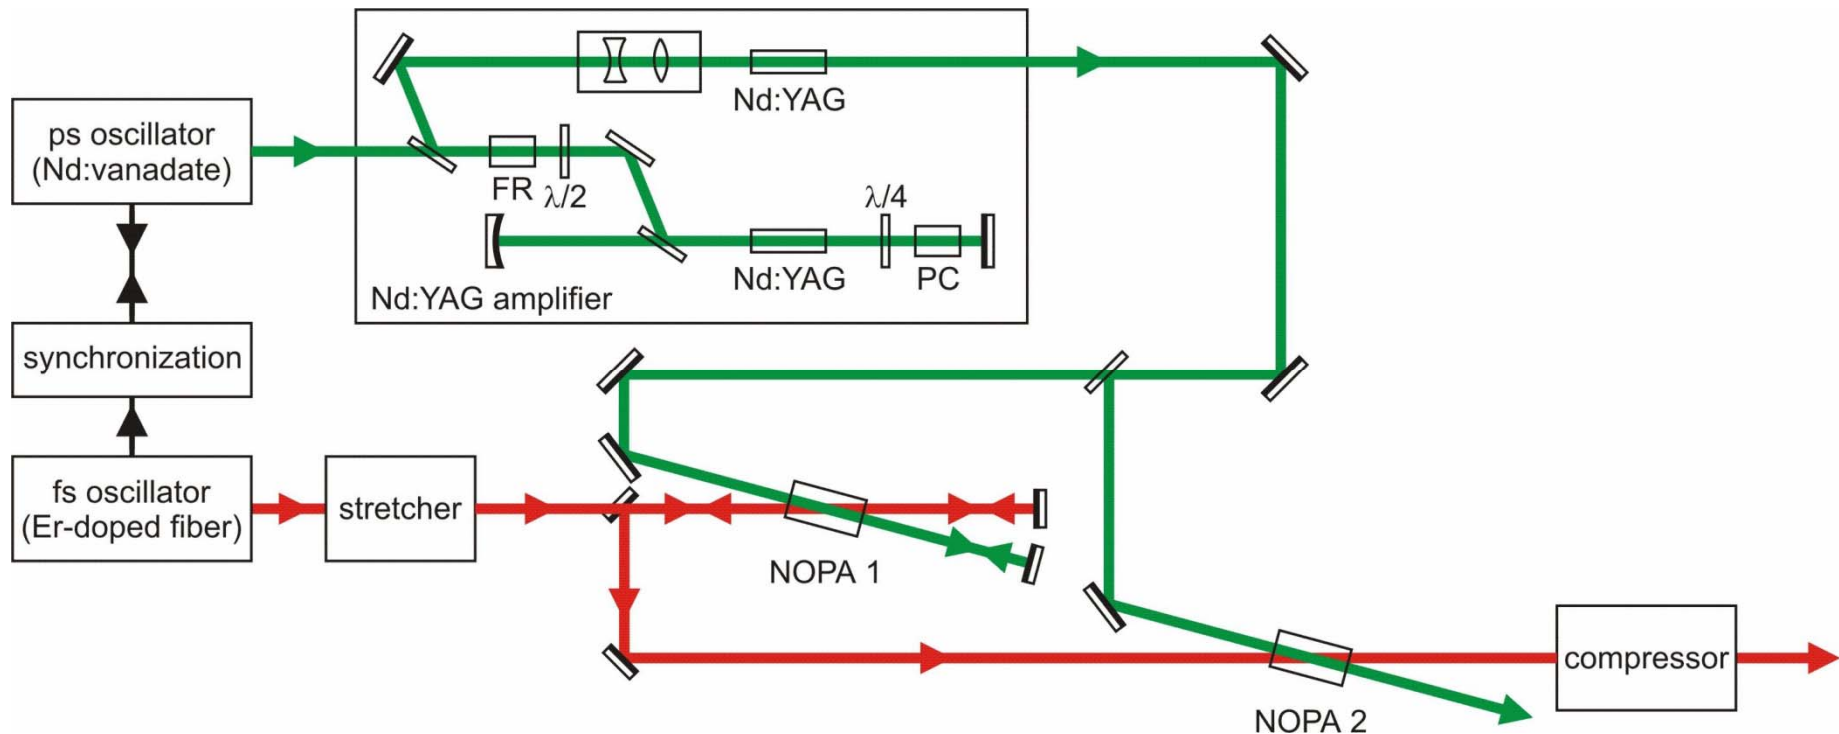 Nd:YAG
ps oscillator
(Nd:vanadate)
FR
λ/2
λ/4
Nd:YAG
PC
Nd:YAG amplifier
synchronization
fs oscillator
(Er-doped fiber)
stretcher
NOPA 1
compressor
NOPA 2